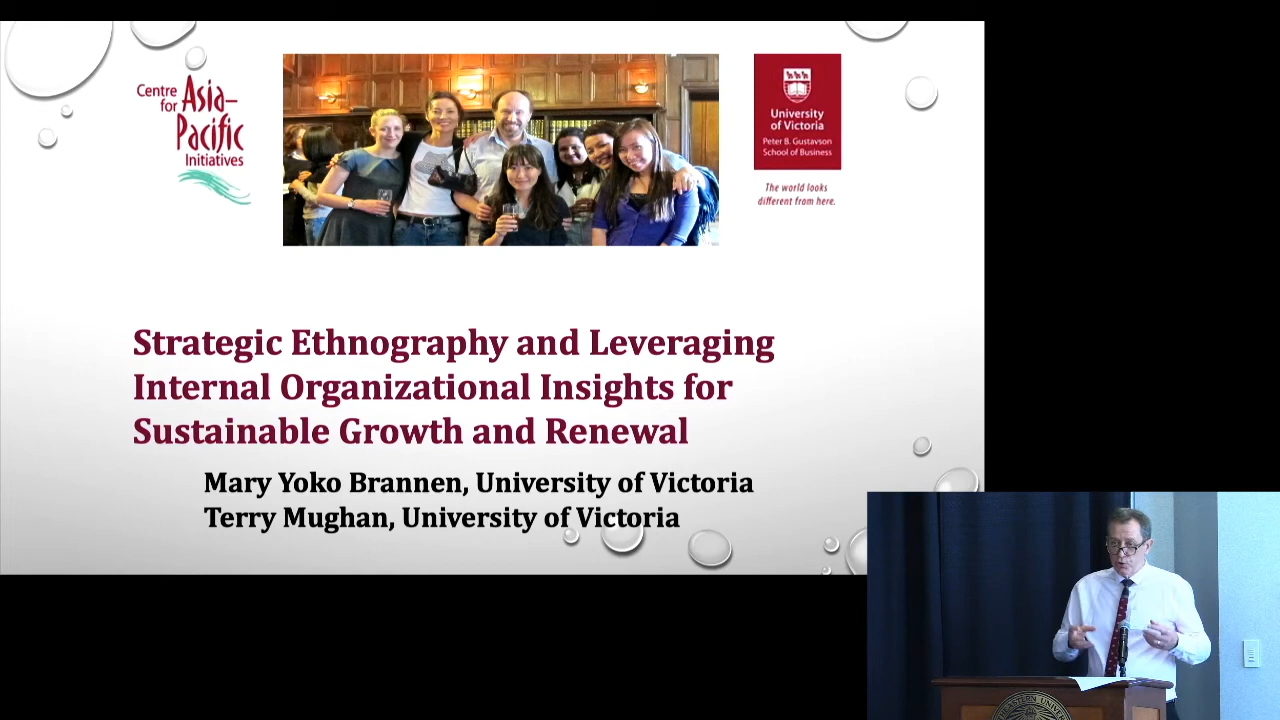 Centre
for Asia–
Pacific
Initiatives
University
of Victoria
Peter B. Gustavson
School of Business
The world looks
different from here.
Strategic Ethnography and Leveraging
Internal Organizational Insights for
Sustainable Growth and Renewal
Mary Yoko Brannen, University of Victoria
Terry Mughan, University of Victoria